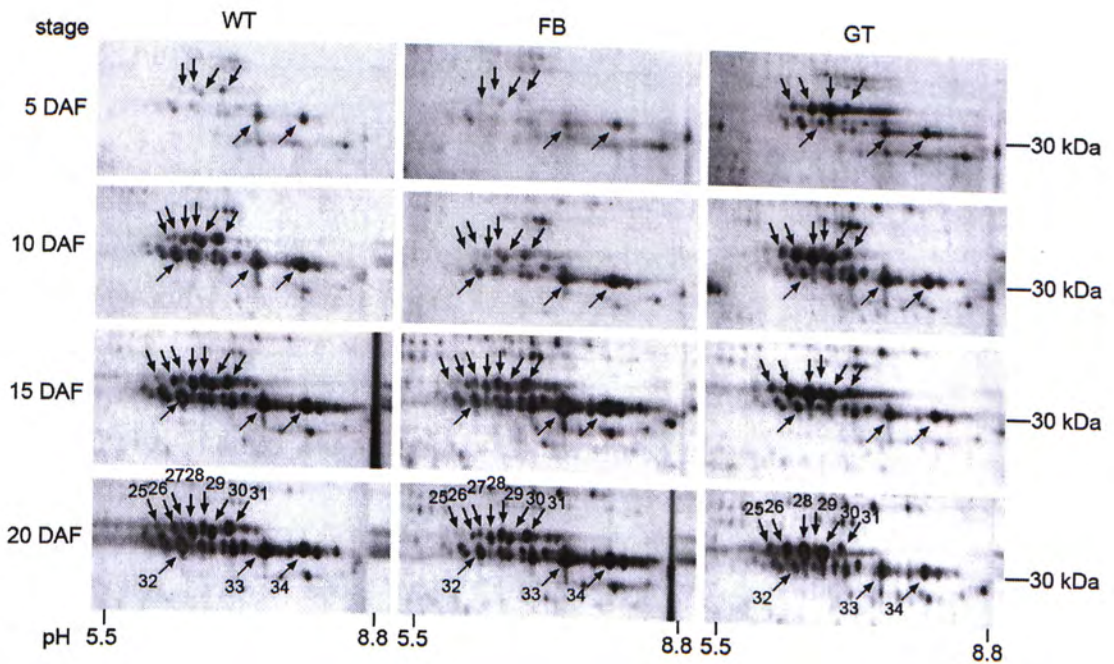 stage WT FB GT
5 DAF
30 kDa
10 DAF
30 kDa
15 DAF
30 kDa
25 26 27 28 29 30 31 25 26 27 28 29 30 31 25 26 28 29 30 31
20 DAF
32 33 34 32 33 34 32 33 34
30 kDa
pH 5.5 8.8 5.5 8.8 5.5 8.8